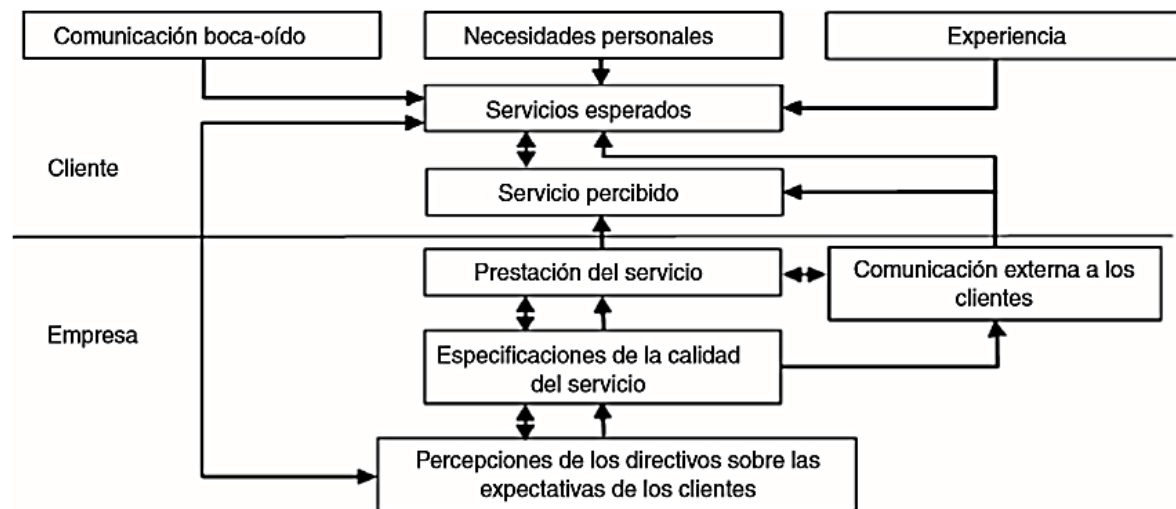 Comunicación boca-oído
Necesidades personales
Experiencia
Servicios esperados
Cliente
Servicio percibido
Prestación del servicio
Comunicación externa a los
clientes
Empresa
Especificaciones de la calidad
del servicio
Percepciones de los directivos sobre las
expectativas de los clientes